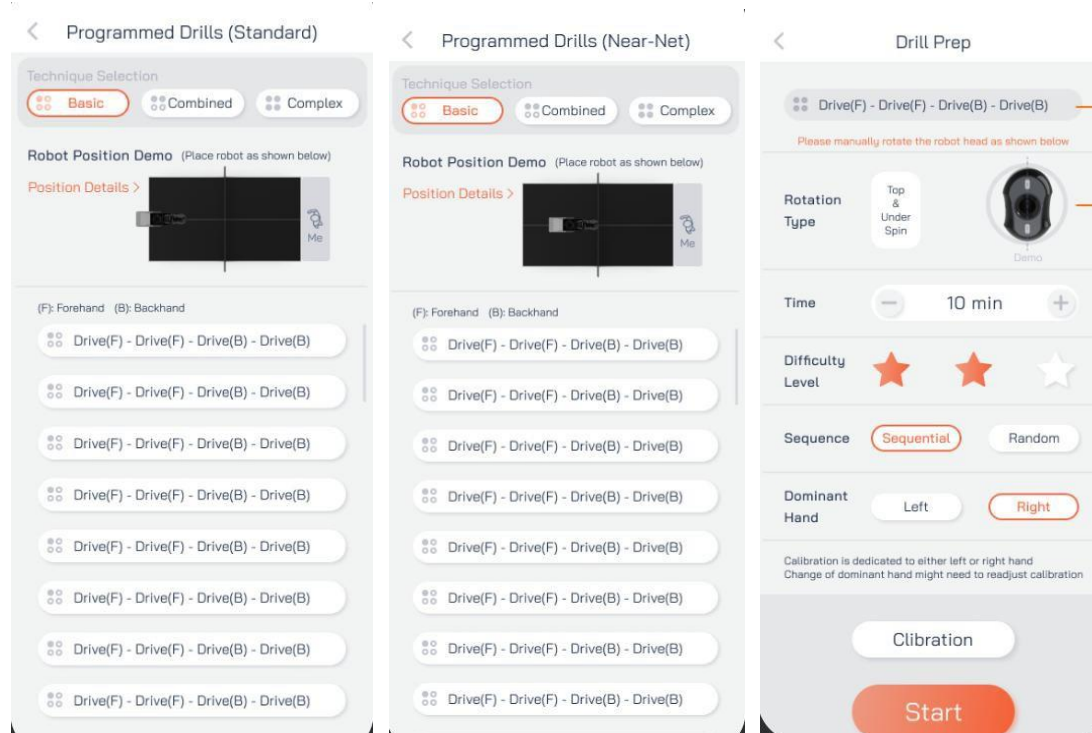 Programmed Drills (Standard)
Technique Selection
Basic
Combined
Complex
Robot Position Demo (Place robot as shown below)
Position Details >
Me
(F): Forehand (B): Backhand
Drive(F) - Drive(F) - Drive(B) - Drive(B)
Drive(F) - Drive(F) - Drive(B) - Drive(B)
Drive(F) - Drive(F) - Drive(B) - Drive(B)
Drive(F) - Drive(F) - Drive(B) - Drive(B)
Drive(F) - Drive(F) - Drive(B) - Drive(B)
Drive(F) - Drive(F) - Drive(B) - Drive(B)
Drive(F) - Drive(F) - Drive(B) - Drive(B)
Drive(F) - Drive(F) - Drive(B) - Drive(B)
Programmed Drills (Near-Net)
Technique Selection
Basic
Combined
Complex
Robot Position Demo (Place robot as shown below)
Position Details >
Me
(F): Forehand (B): Backhand
Drive(F) - Drive(F) - Drive(B) - Drive(B)
Drive(F) - Drive(F) - Drive(B) - Drive(B)
Drive(F) - Drive(F) - Drive(B) - Drive(B)
Drive(F) - Drive(F) - Drive(B) - Drive(B)
Drive(F) - Drive(F) - Drive(B) - Drive(B)
Drive(F) - Drive(F) - Drive(B) - Drive(B)
Drive(F) - Drive(F) - Drive(B) - Drive(B)
Drive(F) - Drive(F) - Drive(B) - Drive(B)
Drill Prep
Drive(F) - Drive(F) - Drive(B) - Drive(B)
Please manually rotate the robot head as shown below
Rotation
Type
Top
&
Under
Spin
Demo
Time
10 min
Difficulty
Level
Sequence
Sequential
Random
Dominant
Hand
Left
Right
Calibration is dedicated to either left or right hand
Change of dominant hand might need to readjust calibration
Clibration
Start